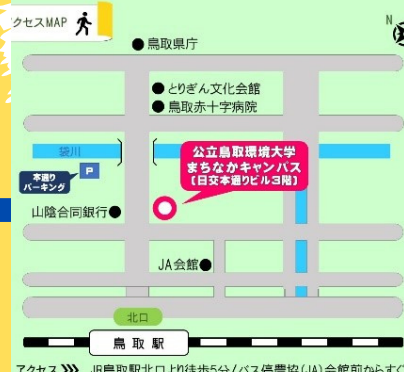 クセスMAP
N
鳥取県庁
とりぎん文化会館
鳥取赤十字病院
袋川
公立鳥取環境大学
まちなかキャンパス
(日交本通りビル3階)
P
本通り
パーキング
山陰合同銀行
JA会館
北口
鳥取駅
アクセス》》 JR鳥取駅北口より徒歩5分/バス停農協(JA)会館前からすぐ